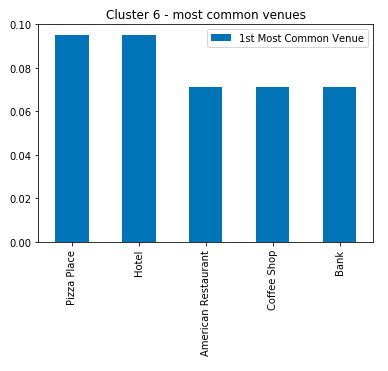 Cluster 6 - most common venues
1st Most Common Venue
0.10
0.08
0.06
0.04
0.02
0.00
Pizza Place
Hotel
American Restaurant
Coffee Shop
Bank